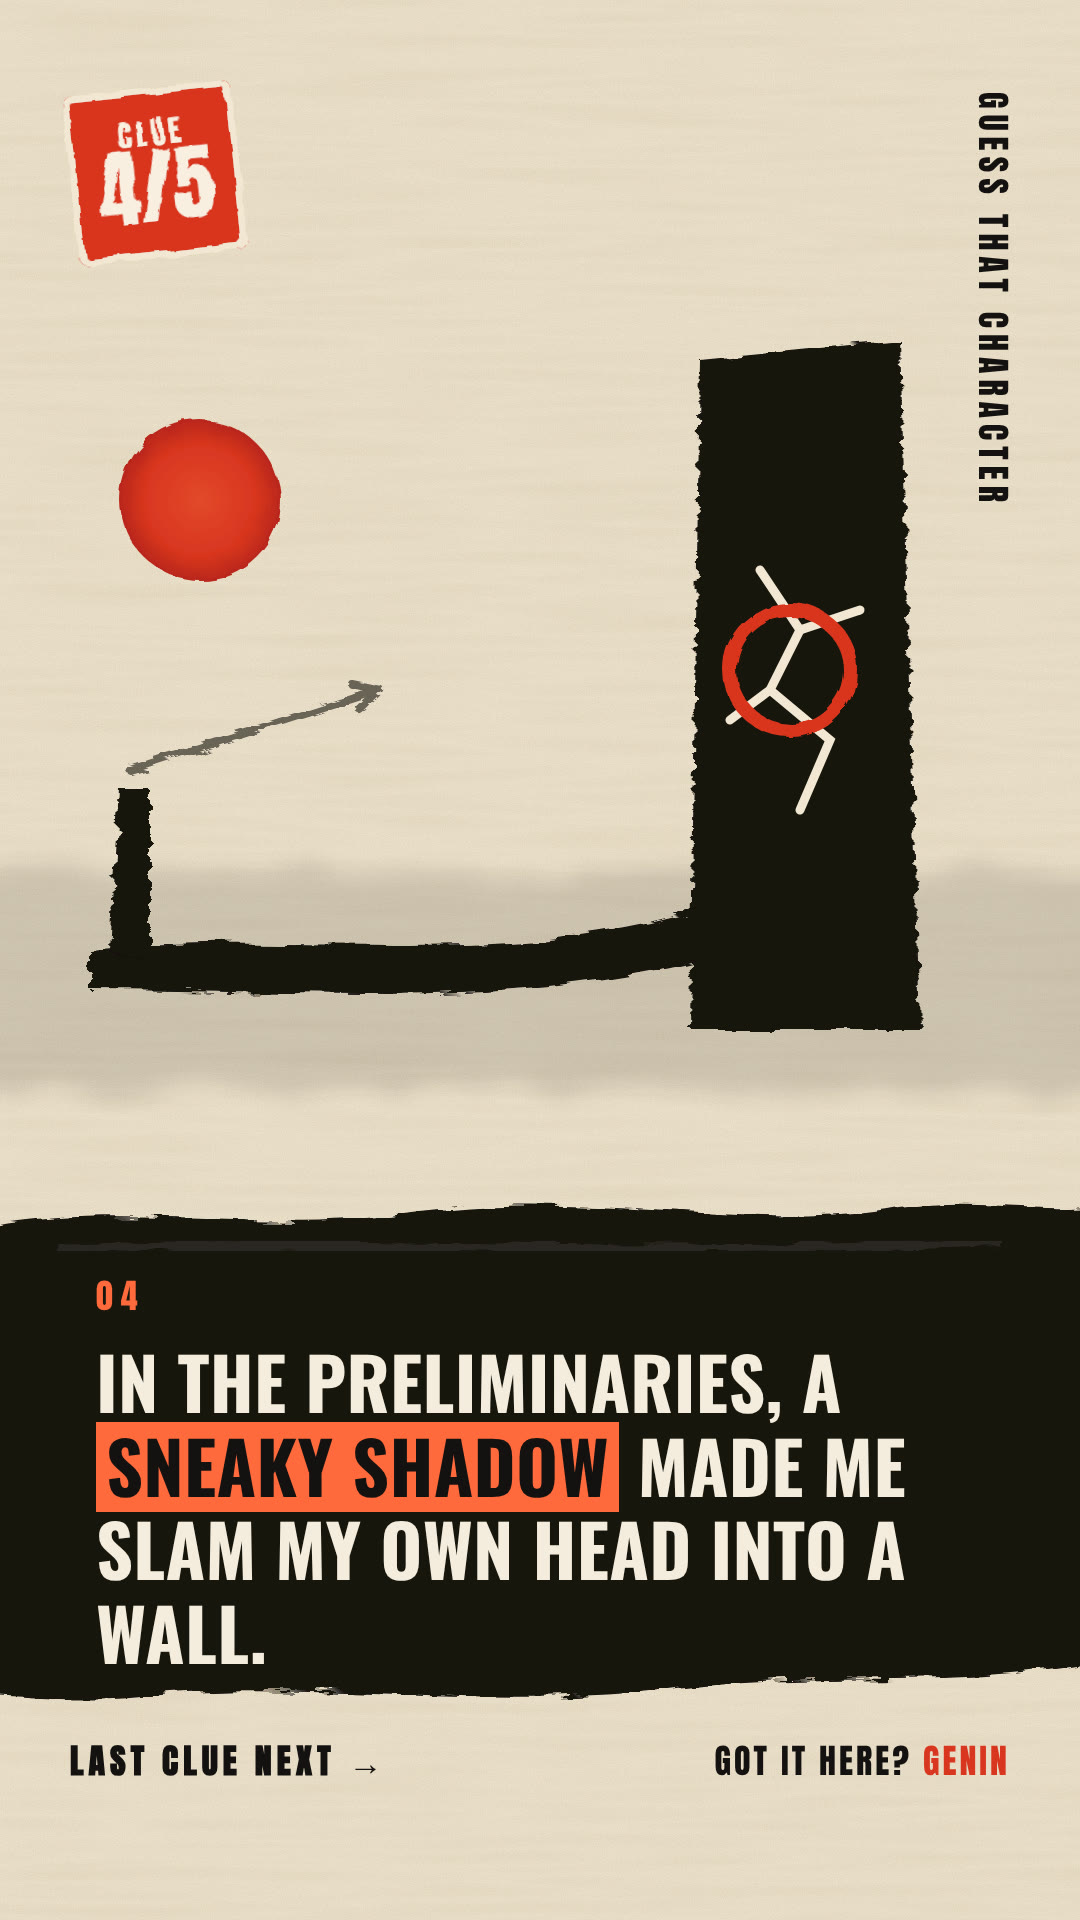 CLUE
4/5
GUESS THAT CHARACTER
04
IN THE PRELIMINARIES, A
SNEAKY SHADOW MADE ME
SLAM MY OWN HEAD INTO A
WALL.
LAST CLUE NEXT →
GOT IT HERE? GENIN